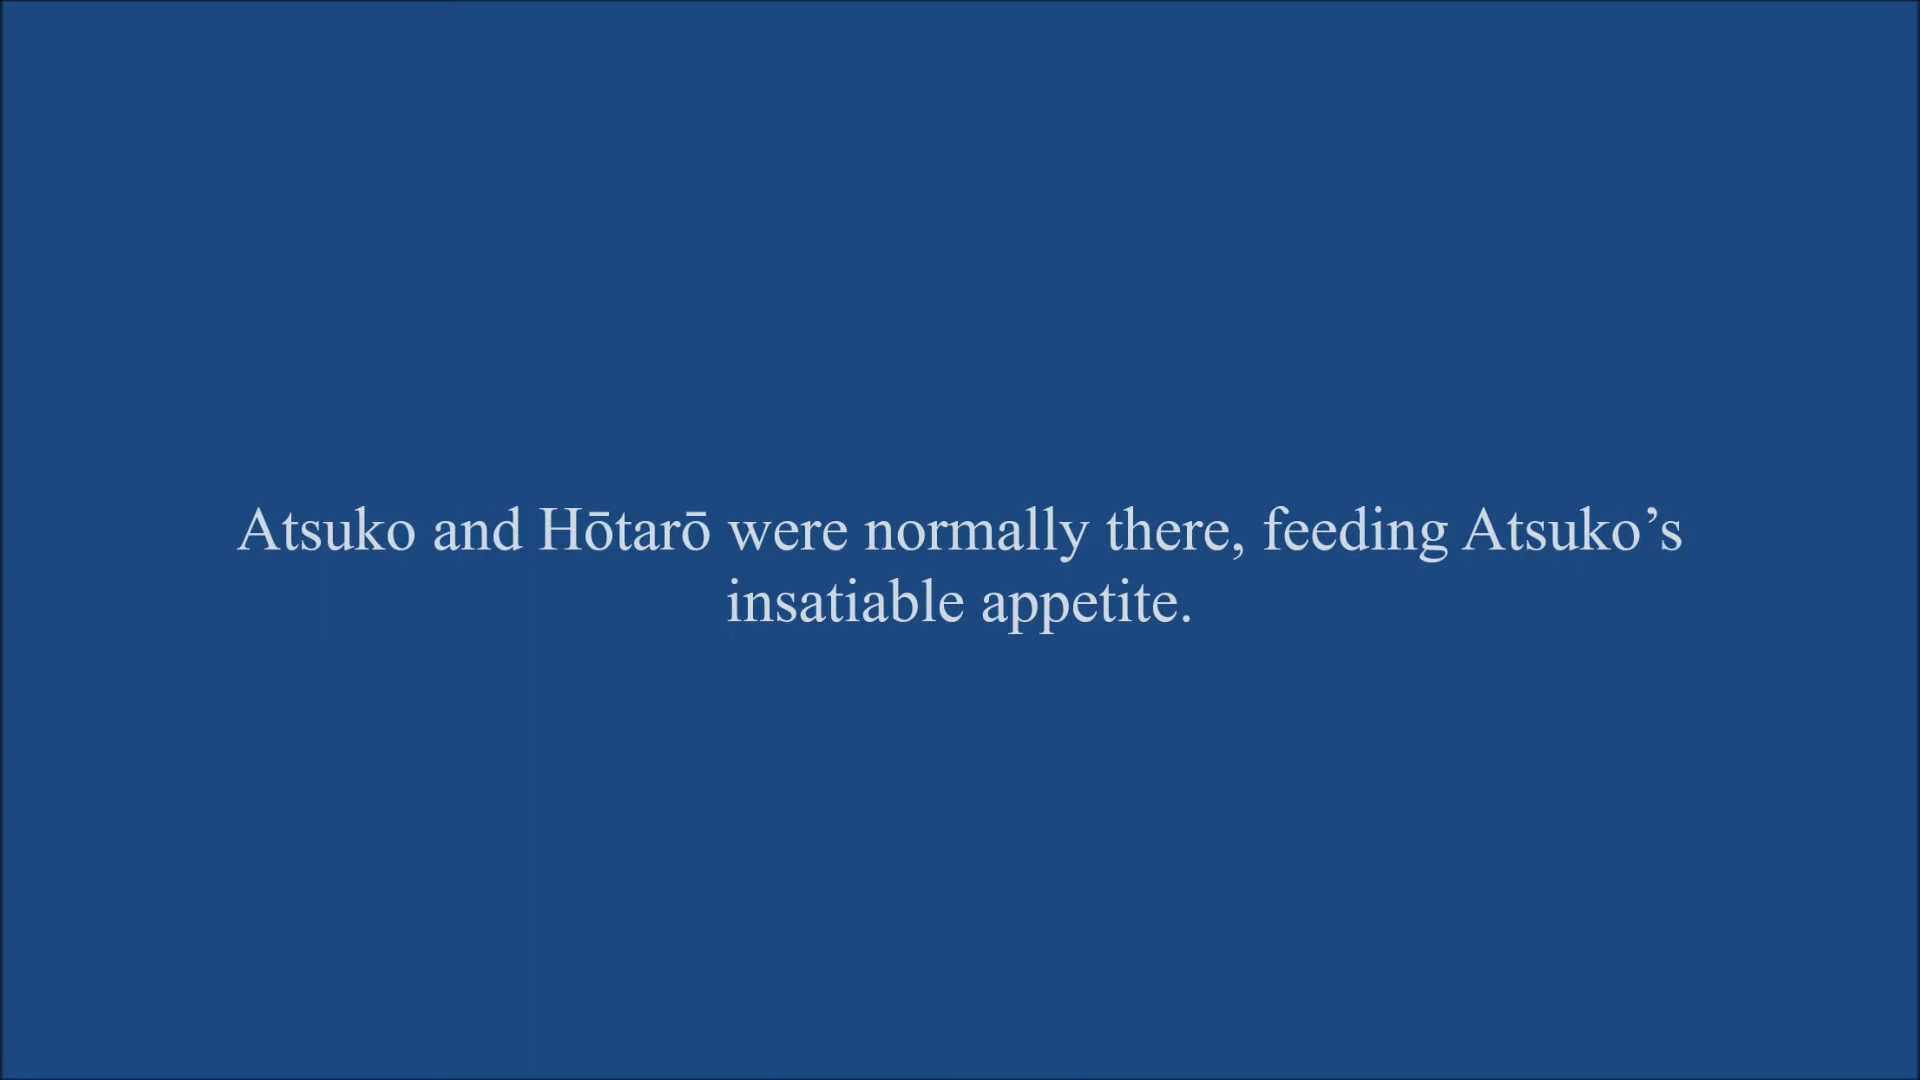 Atsuko and Hōtarō were normally there, feeding Atsuko’s
insatiable appetite.